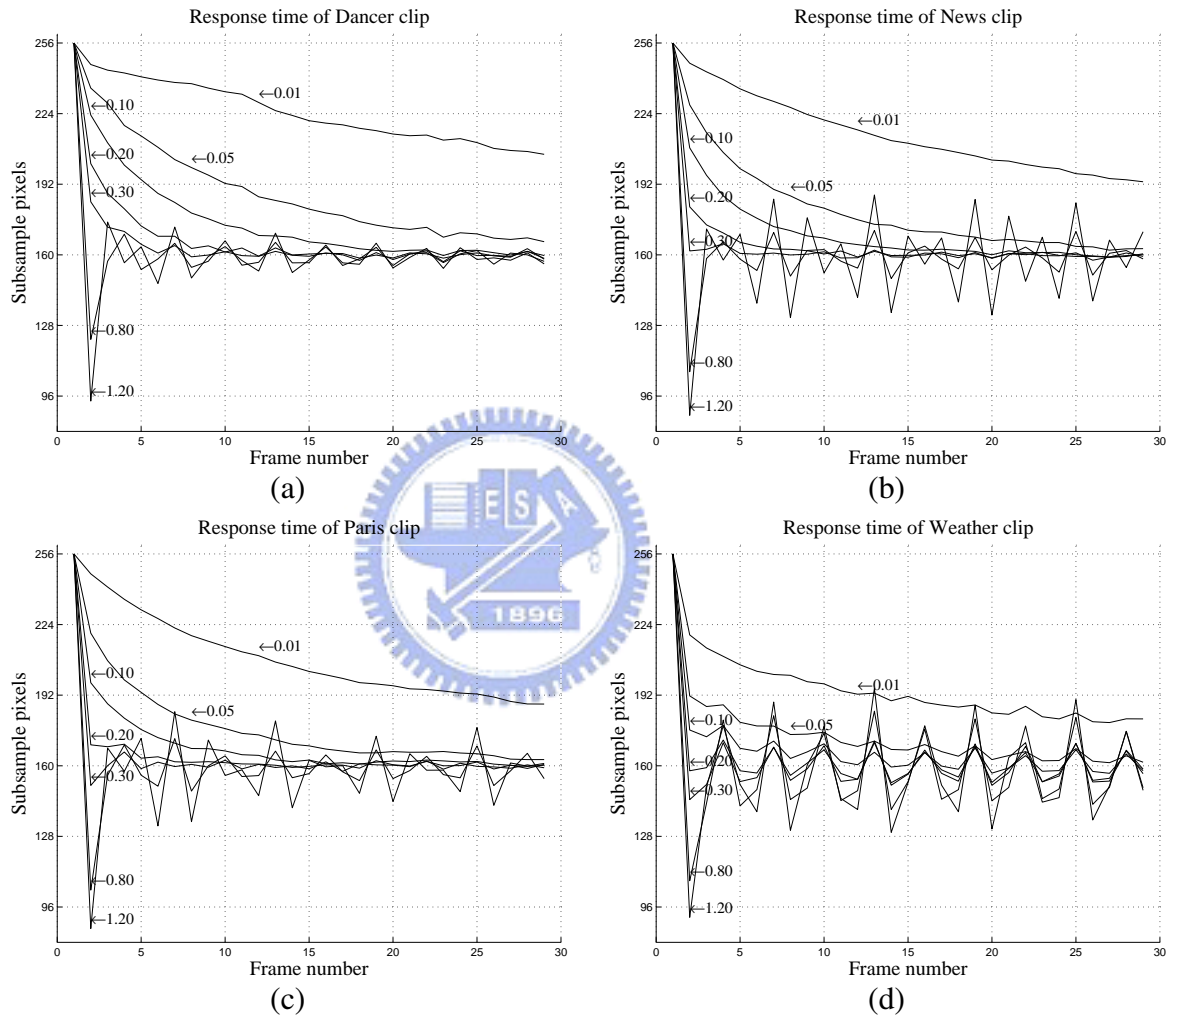 Response time of Dancer clip
256
224
192
160
128
96
Subsample pixels
←0.01
←0.10
←0.05
←0.20
←0.30
←0.80
←1.20
0 5 10 15 20 25 30
Frame number
(a)
Response time of News clip
256
224
192
160
128
96
Subsample pixels
←0.01
←0.10
←0.05
←0.20
←0.30
←0.80
←1.20
0 5 10 15 20 25 30
Frame number
(b)
Response time of Paris clip
256
224
192
160
128
96
Subsample pixels
←0.01
←0.10
←0.05
←0.20
←0.30
←0.80
←1.20
0 5 10 15 20 25 30
Frame number
(c)
Response time of Weather clip
256
224
192
160
128
96
Subsample pixels
←0.01
←0.10
←0.05
←0.20
←0.30
←0.80
←1.20
0 5 10 15 20 25 30
Frame number
(d)
E S A
1896